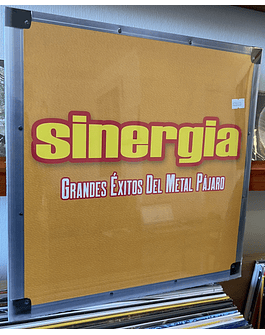 sinergia
GRANDES ÉXITOS DEL METAL PÁJARO